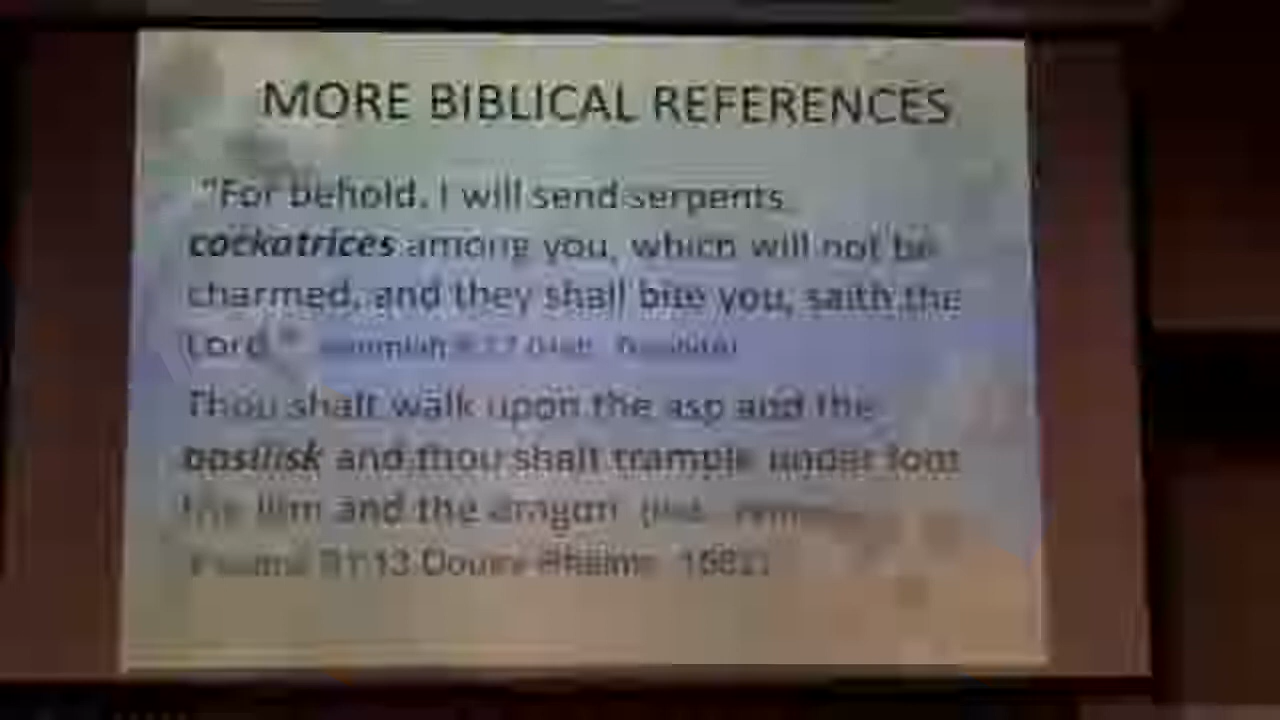 MORE BIBLICAL REFERENCES
"For behold, I will send serpents
cockatrices among you, which will not be
charmed, and they shall bite you, saith the
Lord."
Thou shalt walk upon the asp and the
basilisk and thou shalt trample under foot
the lion and the dragon
91:13 Douay-Rheims